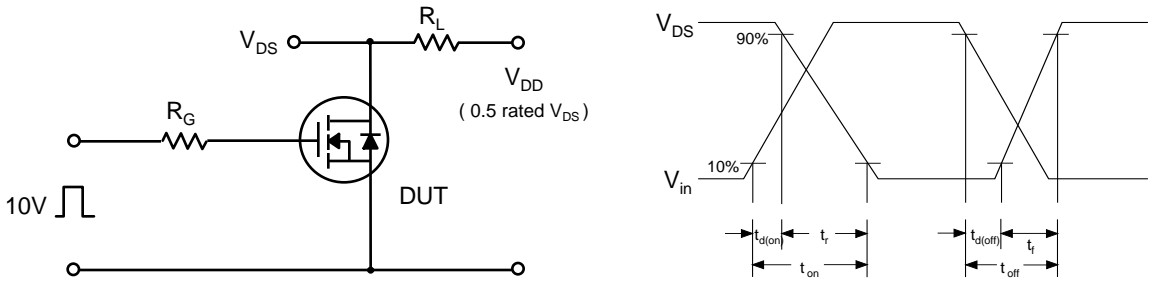 R_L
V_DS
V_DD
( 0.5 rated V_DS )
R_G
10V
DUT
V_DS
90%
10%
V_in
t_d(on)
t_r
t_on
t_d(off)
t_f
t_off